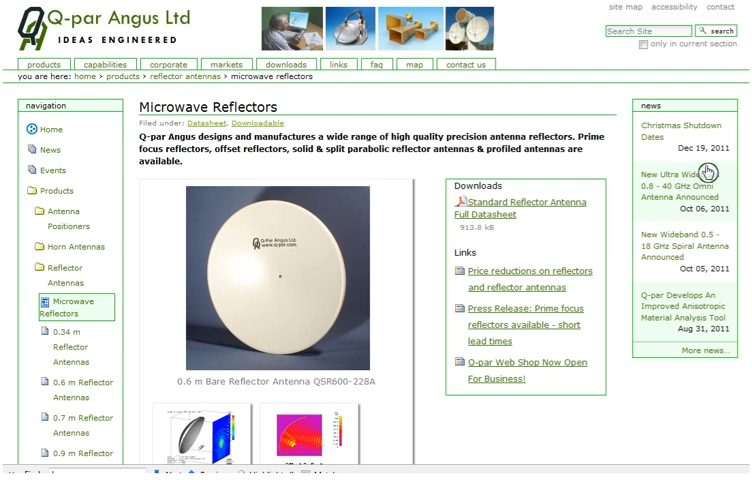 Q-par Angus Ltd
IDEAS ENGINEERED
site map accessibility contact
Search Site search
only in current section
products capabilities corporate markets downloads links faq map contact us
you are here: home › products › reflector antennas › microwave reflectors
navigation
Home
News
Events
Products
Antenna
Positioners
Horn Antennas
Reflector
Antennas
Microwave
Reflectors
0.34 m
Reflector
Antennas
0.6 m Reflector
Antennas
0.7 m Reflector
Antennas
0.9 m Reflector
Microwave Reflectors
Filed under: Datasheet, Downloadable
Q-par Angus designs and manufactures a wide range of high quality precision antenna reflectors. Prime
focus reflectors, offset reflectors, solid & split parabolic reflector antennas & profiled antennas are
available.
Q-Par Angus Ltd
www.q-par.com
0.6 m Bare Reflector Antenna QSR600-228A
Downloads
Standard Reflector Antenna
Full Datasheet
913.8 kB
Links
Price reductions on reflectors
and reflector antennas
Press Release: Prime focus
reflectors available - short
lead times
Q-par Web Shop Now Open
For Business!
news
Christmas Shutdown
Dates
Dec 19, 2011
New Ultra
0.8 - 40 GHz Omni
Antenna Announced
Oct 06, 2011
New Wideband 0.5 -
18 GHz Spiral Antenna
Announced
Oct 05, 2011
Q-par Develops An
Improved Anisotropic
Material Analysis Tool
Aug 31, 2011
More news…